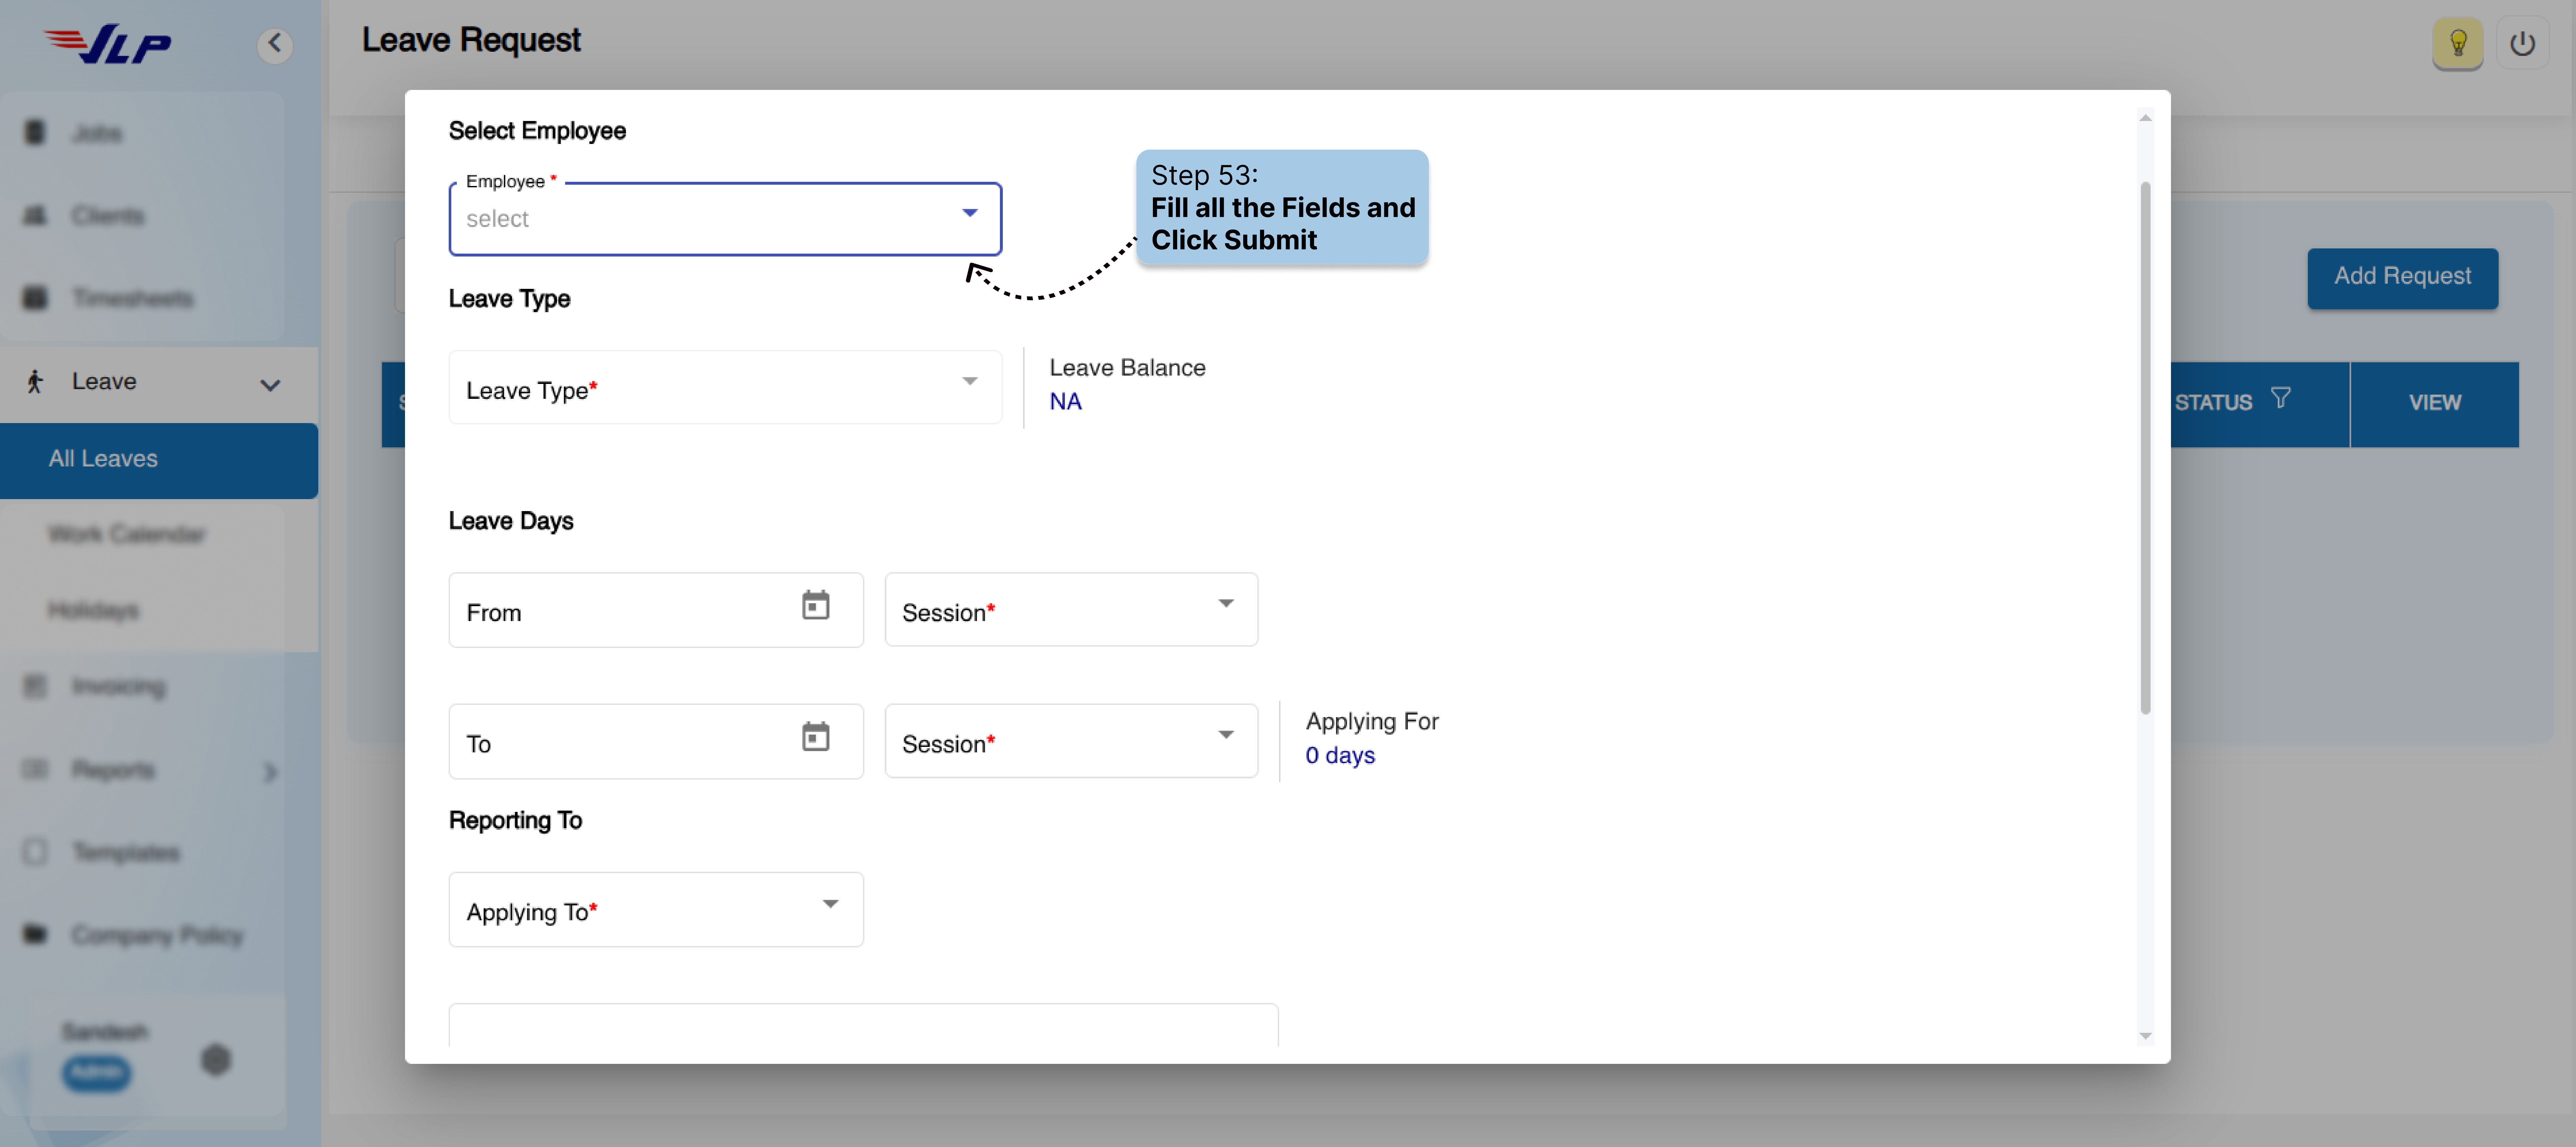 VLP
Leave Request
Jobs
Clients
Timesheets
Leave
All Leaves
Work Calendar
Holidays
Invoicing
Reports
Templates
Company Policy
Sandesh
Admin
Select Employee
Employee *
select
Step 53:
Fill all the Fields and
Click Submit
Leave Type
Leave Type*
Leave Balance
NA
Leave Days
From
Session*
To
Session*
Applying For
0 days
Reporting To
Applying To*
Add Request
STATUS
VIEW